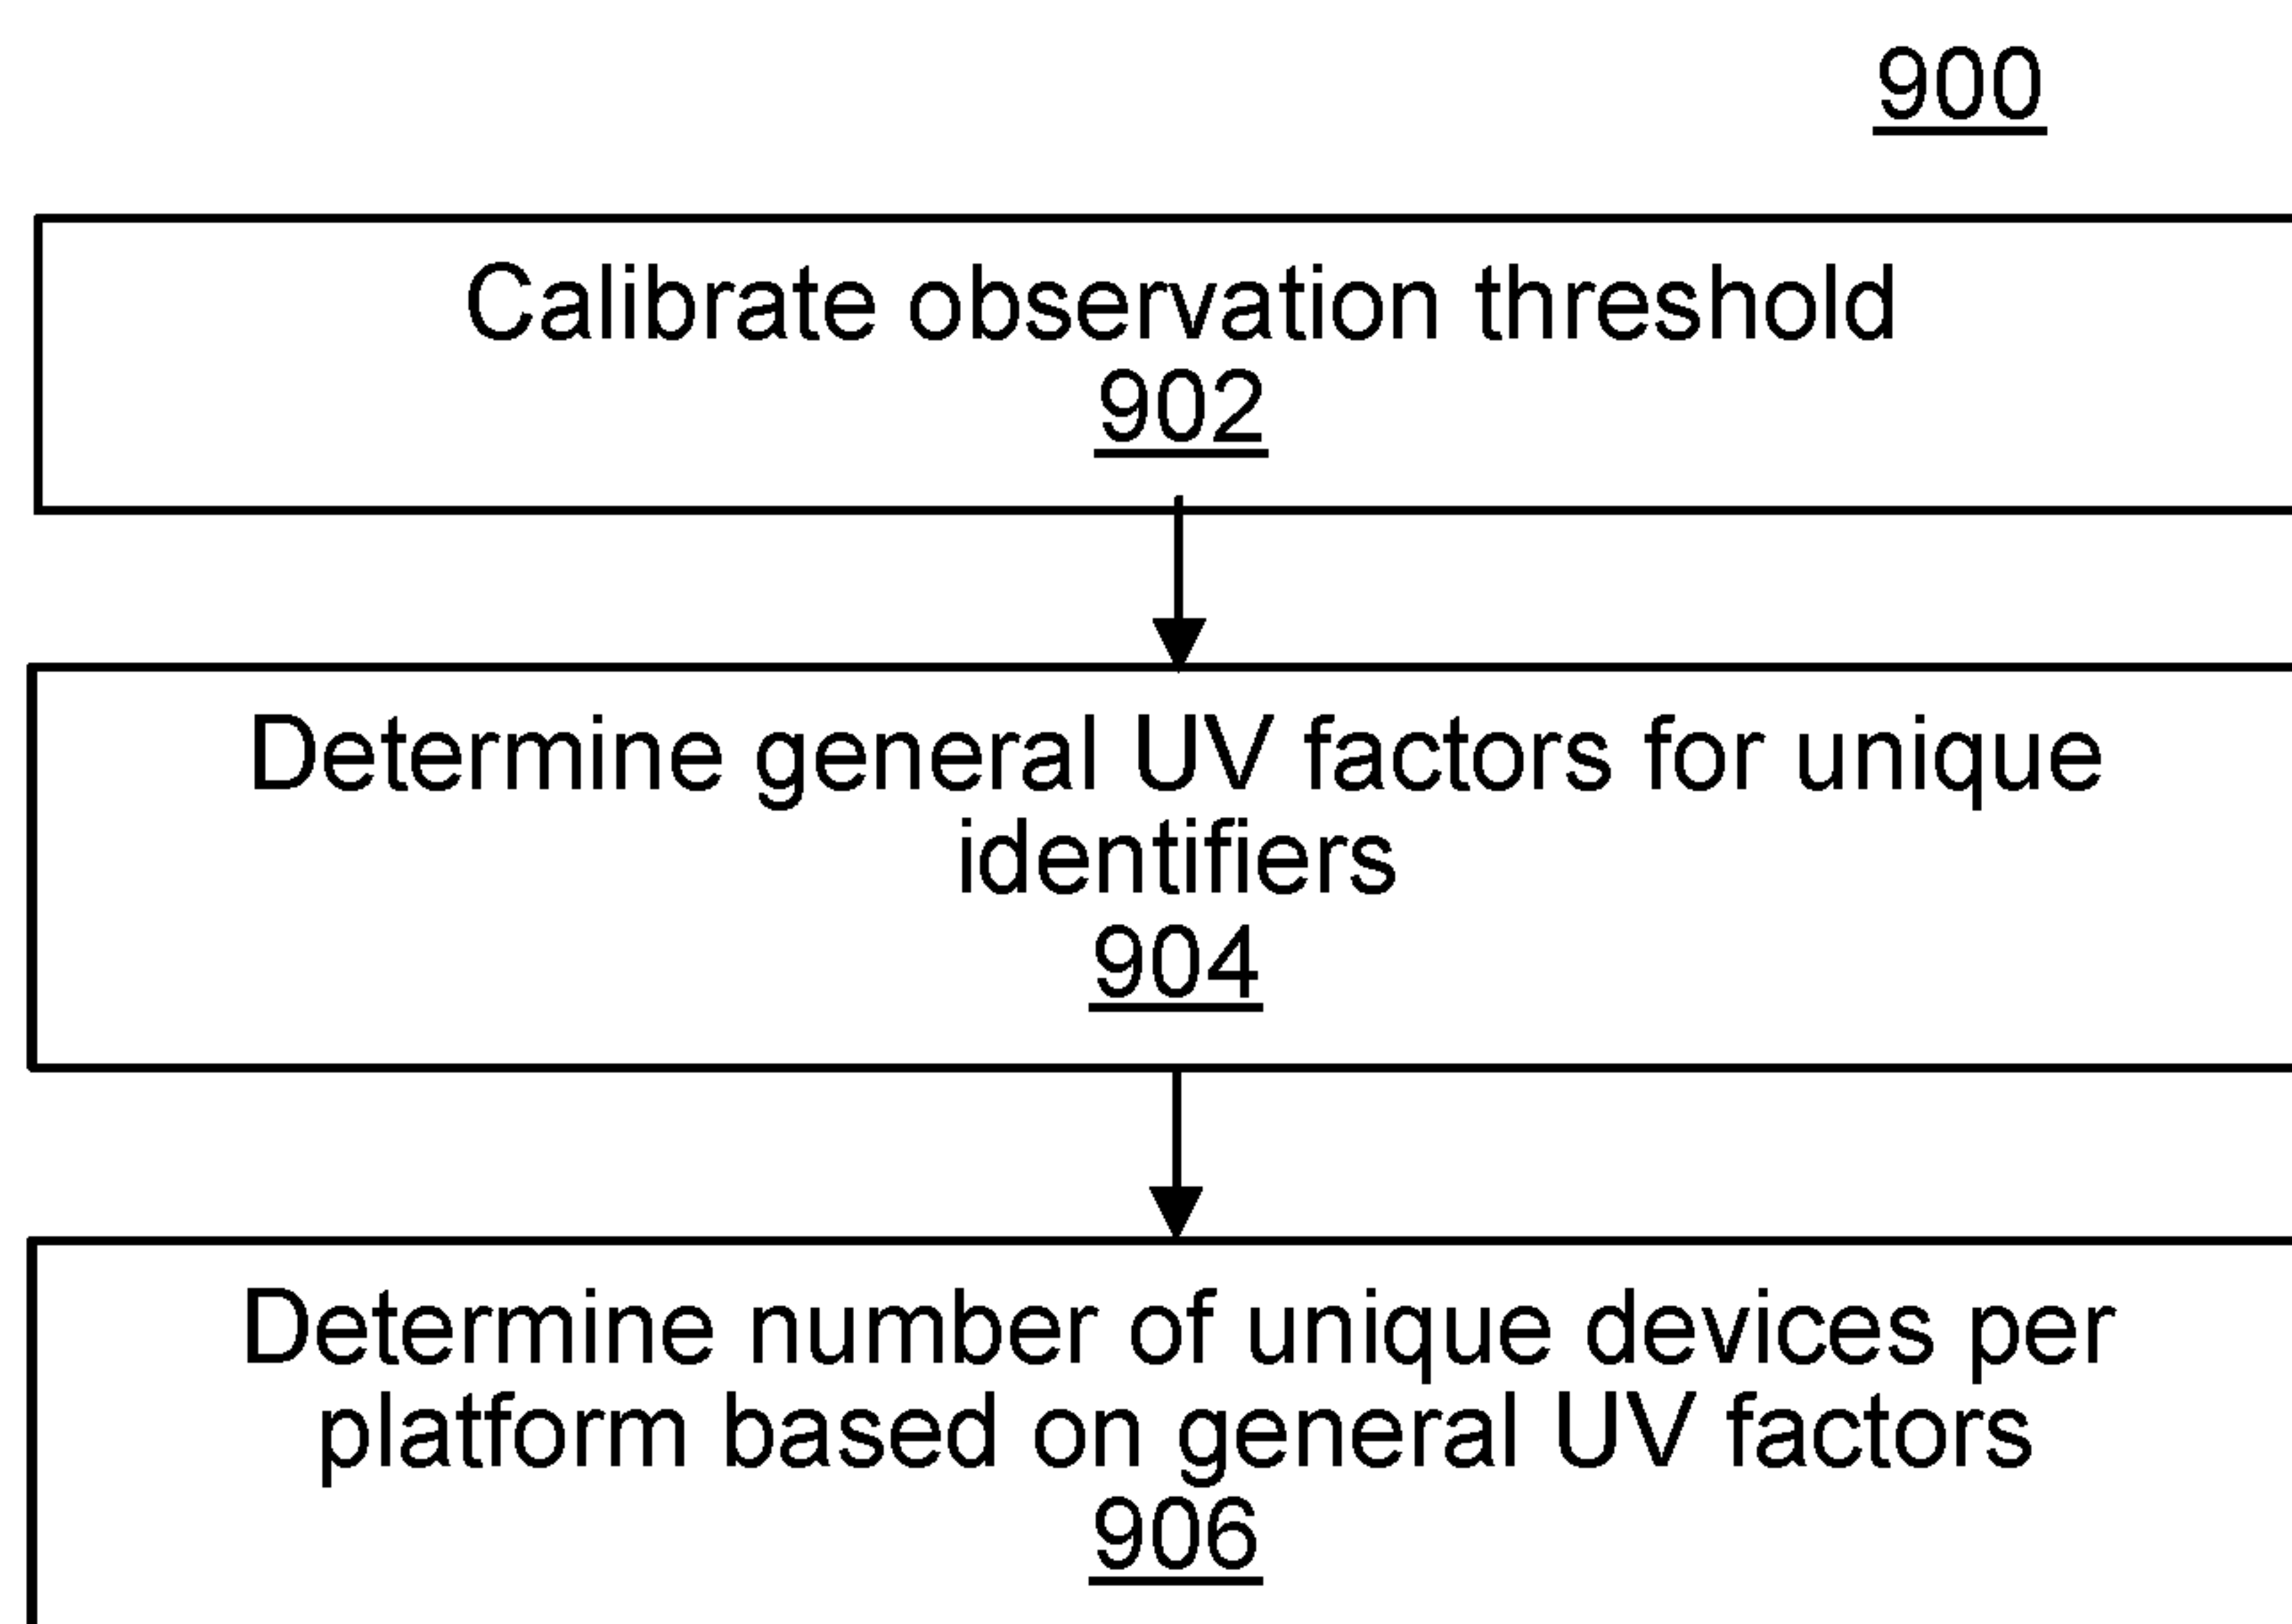 900
Calibrate observation threshold
902
Determine general UV factors for unique
identifiers
904
Determine number of unique devices per
platform based on general UV factors
906